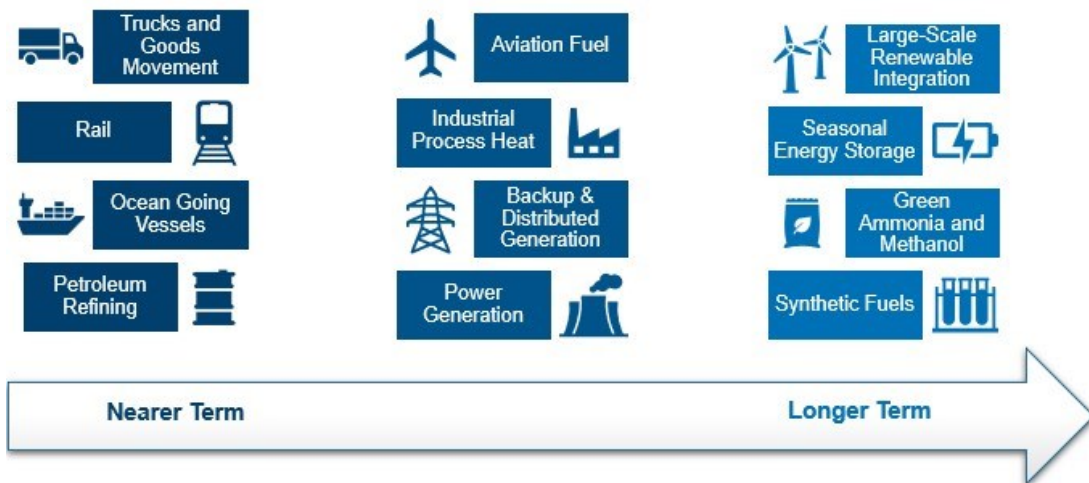 Trucks and
Goods
Movement
Rail
Ocean Going
Vessels
Petroleum
Refining
Aviation Fuel
Industrial
Process Heat
Backup &
Distributed
Generation
Power
Generation
Large-Scale
Renewable
Integration
Seasonal
Energy Storage
Green
Ammonia and
Methanol
Synthetic Fuels
Nearer Term
Longer Term